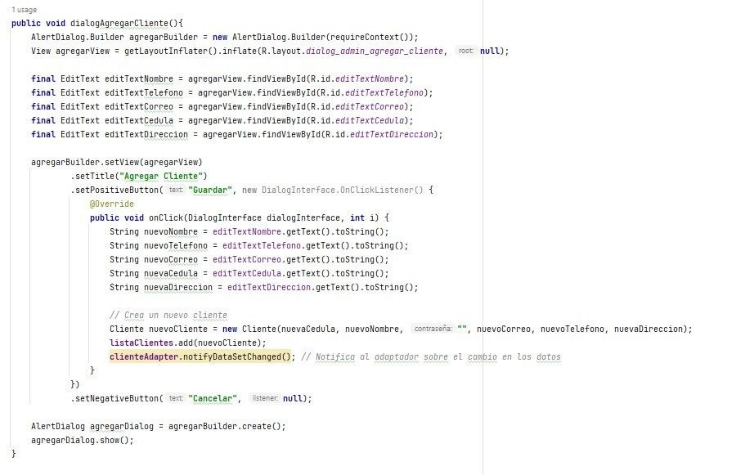 1 usage
public void dialogAgregarCliente(){
AlertDialog.Builder agregarBuilder = new AlertDialog.Builder(requireContext());
View agregarView = getLayoutInflater().inflate(R.layout.dialog_admin_agregar_cliente, root: null);
final EditText editTextNombre = agregarView.findViewById(R.id.editTextNombre);
final EditText editTextTelefono = agregarView.findViewById(R.id.editTextTelefono);
final EditText editTextCorreo = agregarView.findViewById(R.id.editTextCorreo);
final EditText editTextCedula = agregarView.findViewById(R.id.editTextCedula);
final EditText editTextDireccion = agregarView.findViewById(R.id.editTextDireccion);
agregarBuilder.setView(agregarView)
.setTitle("Agregar Cliente")
.setPositiveButton( text: "Guardar", new DialogInterface.OnClickListener() {
@Override
public void onClick(DialogInterface dialogInterface, int i) {
String nuevoNombre = editTextNombre.getText().toString();
String nuevoTelefono = editTextTelefono.getText().toString();
String nuevoCorreo = editTextCorreo.getText().toString();
String nuevaCedula = editTextCedula.getText().toString();
String nuevaDireccion = editTextDireccion.getText().toString();
// Crea un nuevo cliente
Cliente nuevoCliente = new Cliente(nuevaCedula, nuevoNombre, contraseña: "", nuevoCorreo, nuevoTelefono, nuevaDireccion);
listaClientes.add(nuevoCliente);
clienteAdapter.notifyDataSetChanged(); // Notifica al adaptador sobre el cambio en los datos
}
})
.setNegativeButton( text: "Cancelar", listener: null);
AlertDialog agregarDialog = agregarBuilder.create();
agregarDialog.show();
}